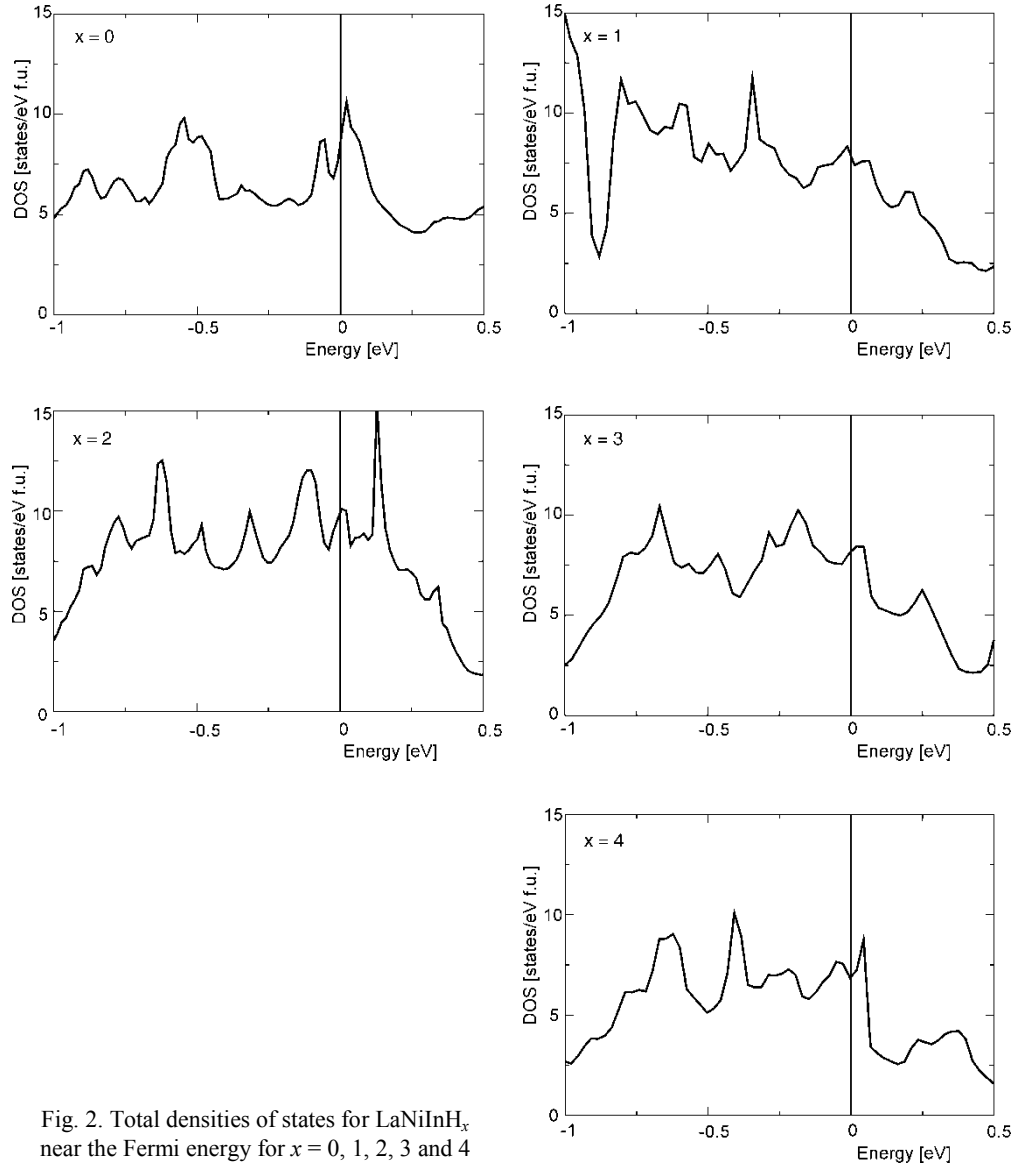 x = 0
DOS [states/eV f.u.]
15
10
5
0
-1
-0.5
0
0.5
Energy [eV]
x = 1
DOS [states/eV f.u.]
15
10
5
0
-1
-0.5
0
0.5
Energy [eV]
x = 2
DOS [states/eV f.u.]
15
10
5
0
-1
-0.5
0
0.5
Energy [eV]
x = 3
DOS [states/eV f.u.]
15
10
5
0
-1
-0.5
0
0.5
Energy [eV]
x = 4
DOS [states/eV f.u.]
15
10
5
0
-1
-0.5
0
0.5
Energy [eV]
Fig. 2. Total densities of states for LaNiInHₓ
near the Fermi energy for x = 0, 1, 2, 3 and 4